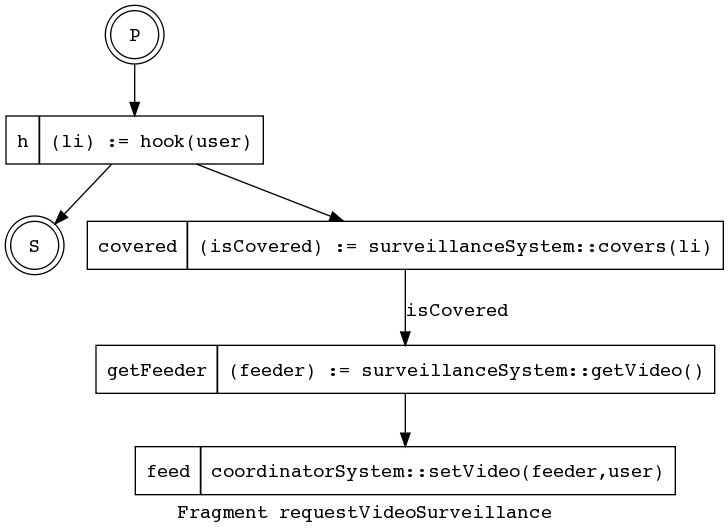 P
h (li) := hook(user)
S
covered (isCovered) := surveillanceSystem::covers(li)
isCovered
getFeeder (feeder) := surveillanceSystem::getVideo()
feed coordinatorSystem::setVideo(feeder,user)
Fragment requestVideoSurveillance